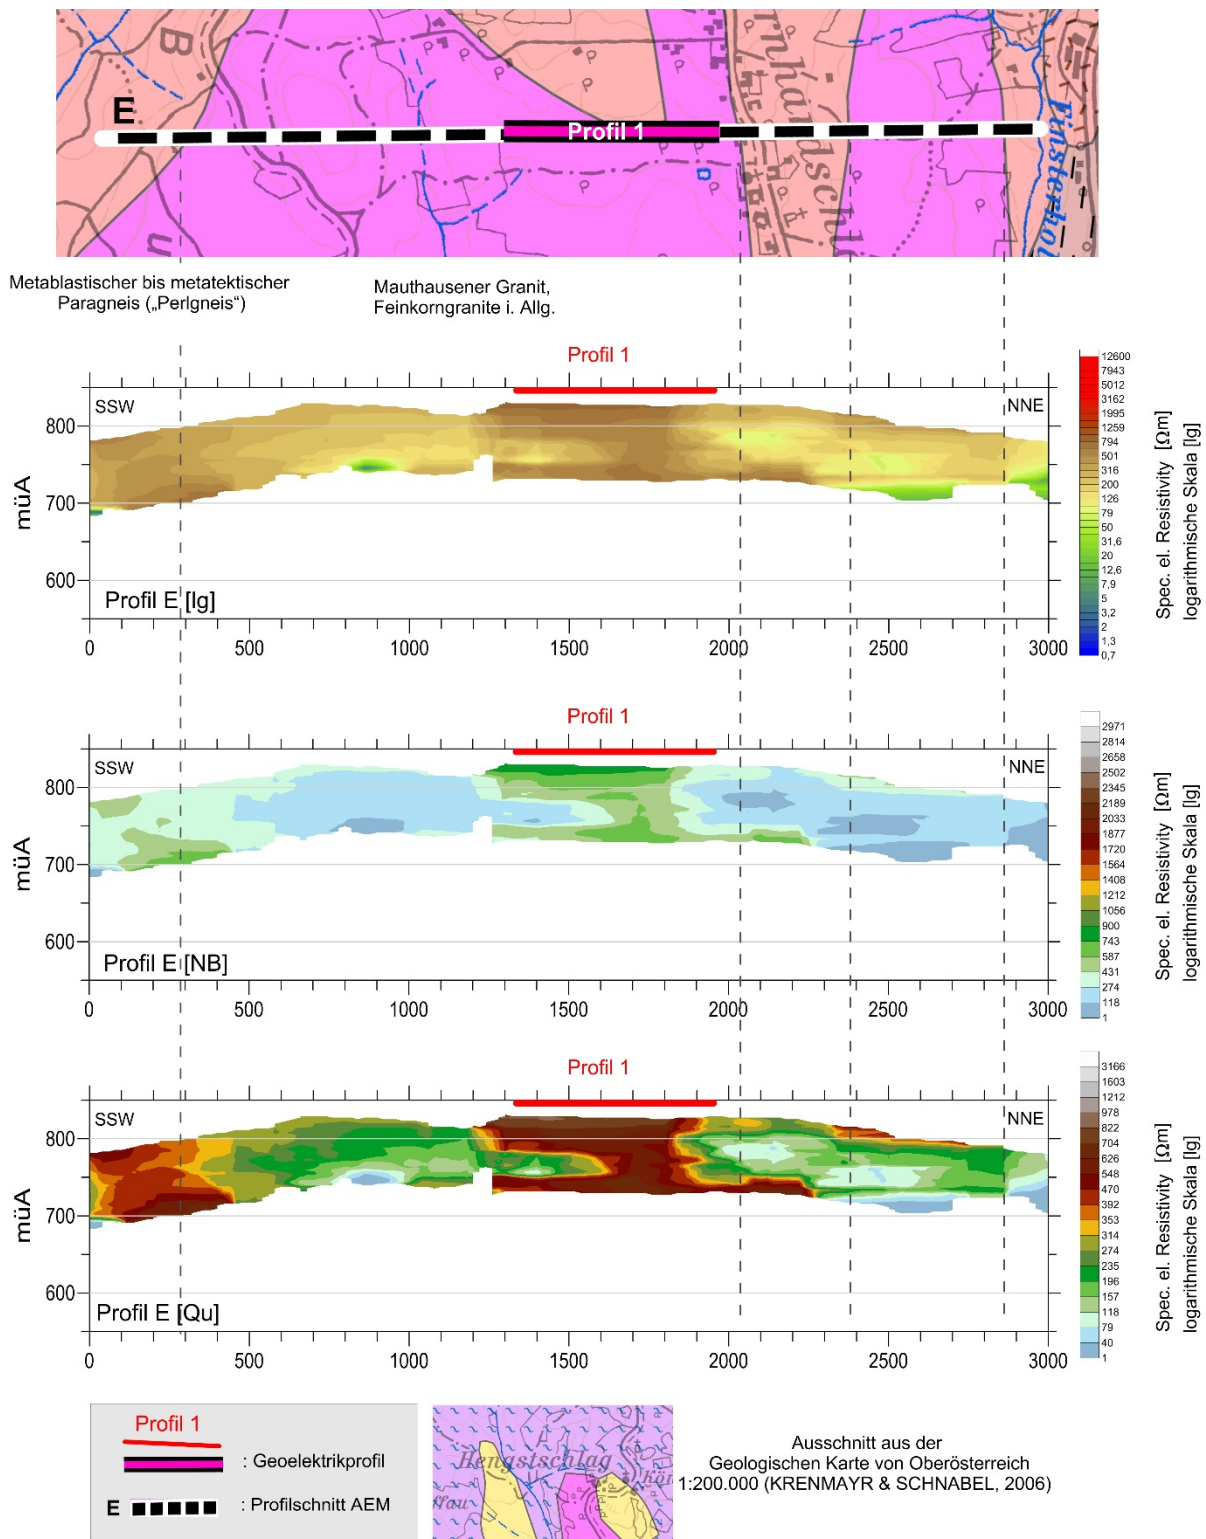 B
rnhardschl
E
Profil 1
Finsterhol
u
Metablastischer bis metatektischer
Paragneis („Perlgneis“)
Mauthausener Granit,
Feinkorngranite i. Allg.
Profil 1
SSW
NNE
800
700
600
müA
Profil E [lg]
0
500
1000
1500
2000
2500
3000
12600
7943
5012
3162
1995
1259
794
501
316
200
126
79
50
31,6
20
12,6
7,9
5
3,2
2
1,3
0,7
Spec. el. Resistivity [Ωm]
logarithmische Skala [lg]
Profil 1
SSW
NNE
800
700
600
müA
Profil E [NB]
0
500
1000
1500
2000
2500
3000
2971
2814
2658
2502
2345
2189
2033
1877
1720
1564
1408
1212
1056
900
743
587
431
274
118
1
Spec. el. Resistivity [Ωm]
logarithmische Skala [lg]
Profil 1
SSW
NNE
800
700
600
müA
Profil E [Qu]
0
500
1000
1500
2000
2500
3000
3166
1603
1212
978
822
704
626
548
470
392
353
314
274
235
196
157
118
79
40
1
Spec. el. Resistivity [Ωm]
logarithmische Skala [lg]
Profil 1
: Geoelektrikprofil
E
: Profilschnitt AEM
Hengstschlag
Kör
ffau
Ausschnitt aus der
Geologischen Karte von Oberösterreich
1:200.000 (KRENMAYR & SCHNABEL, 2006)